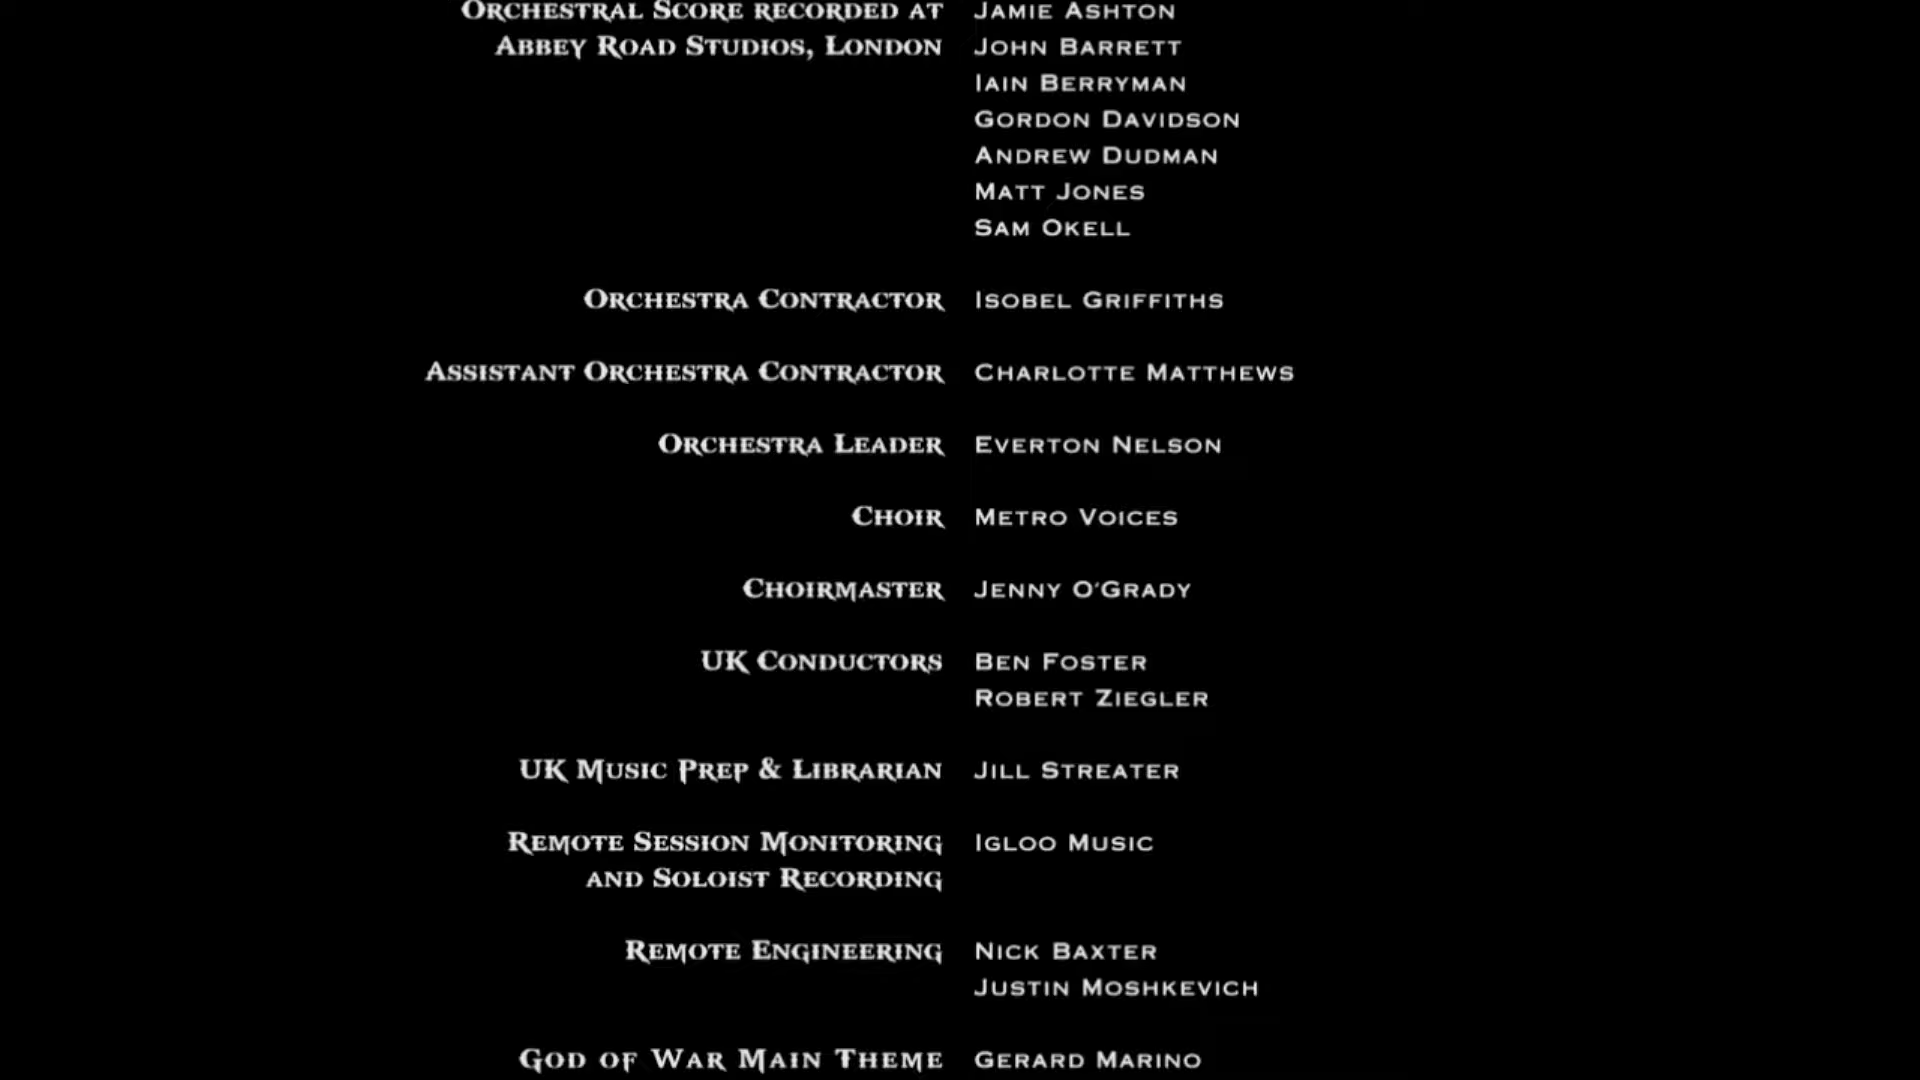 Orchestral Score recorded at Jamie Ashton
Abbey Road Studios, London John Barrett
Iain Berryman
Gordon Davidson
Andrew Dudman
Matt Jones
Sam Okell
Orchestra Contractor Isobel Griffiths
Assistant Orchestra Contractor Charlotte Matthews
Orchestra Leader Everton Nelson
Choir Metro Voices
Choirmaster Jenny O'Grady
UK Conductors Ben Foster
Robert Ziegler
UK Music Prep & Librarian Jill Streater
Remote Session Monitoring Igloo Music
and Soloist Recording
Remote Engineering Nick Baxter
Justin Moshkevich
God of War Main Theme Gerard Marino